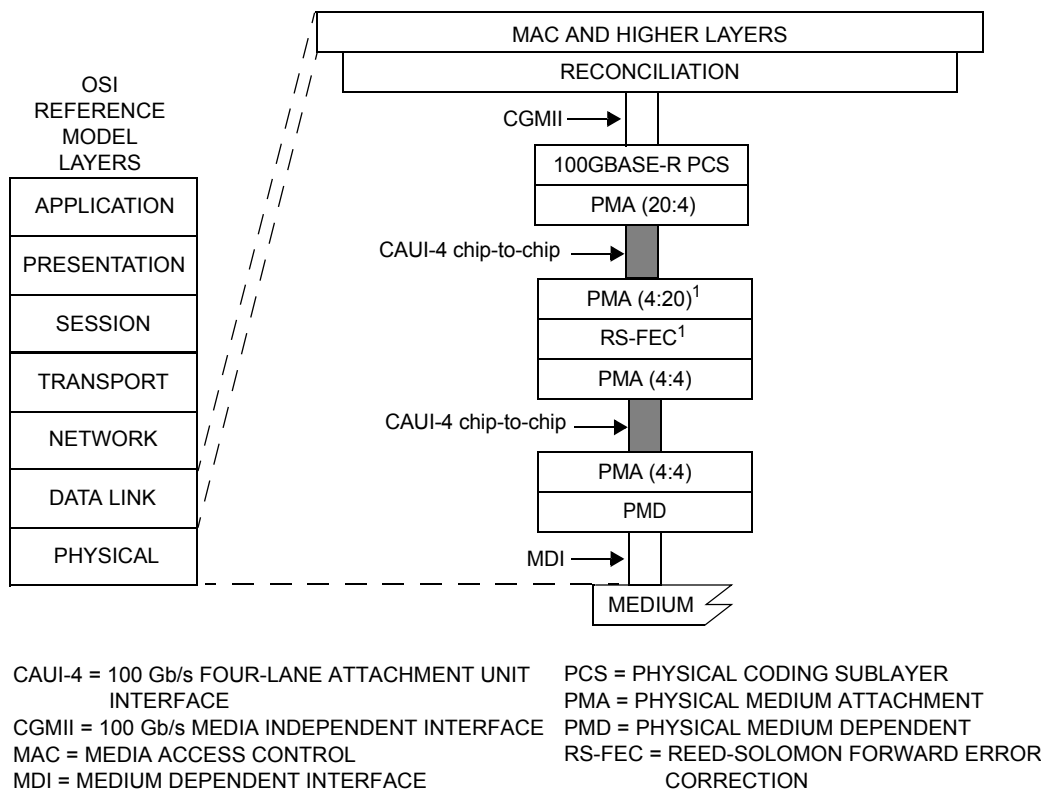 MAC AND HIGHER LAYERS
RECONCILIATION
OSI
REFERENCE
MODEL
LAYERS
APPLICATION
PRESENTATION
SESSION
TRANSPORT
NETWORK
DATA LINK
PHYSICAL
CGMII
100GBASE-R PCS
PMA (20:4)
CAUI-4 chip-to-chip
PMA (4:20)¹
RS-FEC¹
PMA (4:4)
CAUI-4 chip-to-chip
PMA (4:4)
PMD
MDI
MEDIUM
CAUI-4 = 100 Gb/s FOUR-LANE ATTACHMENT UNIT
INTERFACE
CGMII = 100 Gb/s MEDIA INDEPENDENT INTERFACE
MAC = MEDIA ACCESS CONTROL
MDI = MEDIUM DEPENDENT INTERFACE
PCS = PHYSICAL CODING SUBLAYER
PMA = PHYSICAL MEDIUM ATTACHMENT
PMD = PHYSICAL MEDIUM DEPENDENT
RS-FEC = REED-SOLOMON FORWARD ERROR
CORRECTION